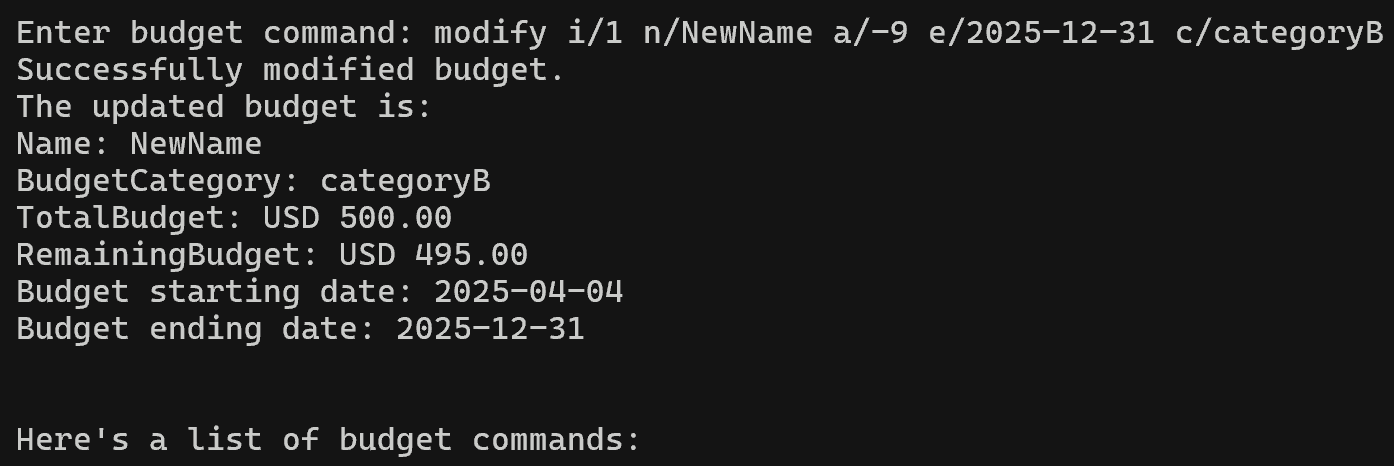 Enter budget command: modify i/1 n/NewName a/-9 e/2025-12-31 c/categoryB
Successfully modified budget.
The updated budget is:
Name: NewName
BudgetCategory: categoryB
TotalBudget: USD 500.00
RemainingBudget: USD 495.00
Budget starting date: 2025-04-04
Budget ending date: 2025-12-31
Here's a list of budget commands: